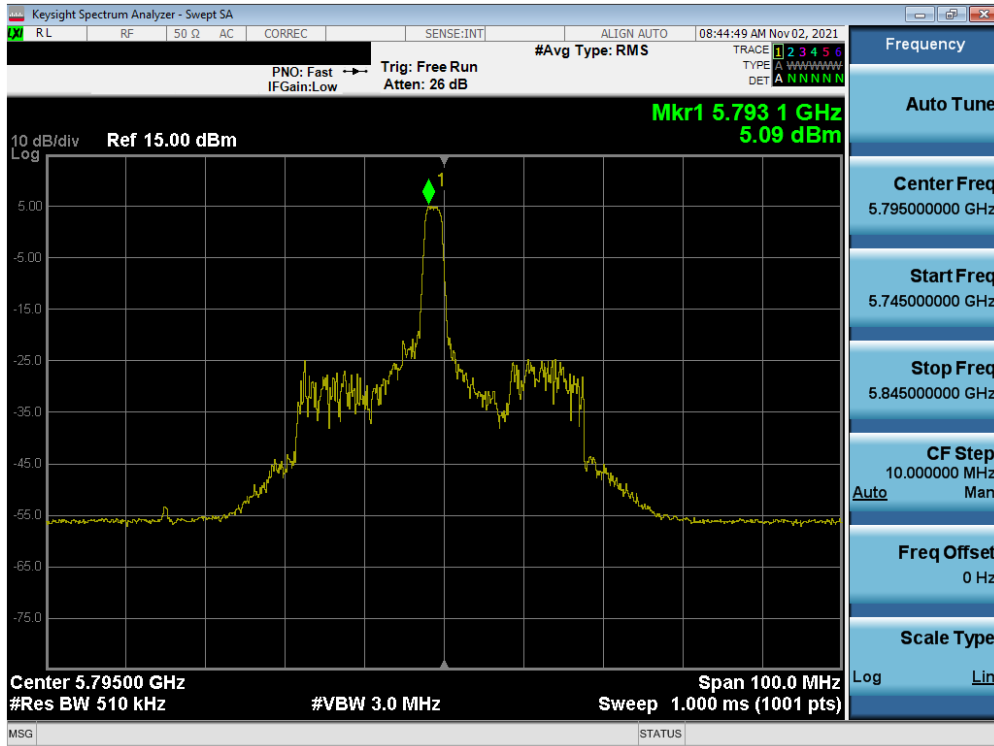 Keysight Spectrum Analyzer - Swept SA
LXI RL RF 50 Ω AC CORREC SENSE:INT ALIGN AUTO 08:44:49 AM Nov 02, 2021
PNO: Fast
IFGain:Low
Trig: Free Run
Atten: 26 dB
#Avg Type: RMS
TRACE 1 2 3 4 5 6
TYPE A WWWWW
DET A N N N N N
Mkr1 5.793 1 GHz
5.09 dBm
10 dB/div Ref 15.00 dBm
Log
1
5.00
-5.00
-15.0
-25.0
-35.0
-45.0
-55.0
-65.0
-75.0
Center 5.79500 GHz Span 100.0 MHz
#Res BW 510 kHz #VBW 3.0 MHz Sweep 1.000 ms (1001 pts)
MSG STATUS
Frequency
Auto Tune
Center Freq
5.795000000 GHz
Start Freq
5.745000000 GHz
Stop Freq
5.845000000 GHz
CF Step
10.000000 MHz
Auto Man
Freq Offset
0 Hz
Scale Type
Log Lin